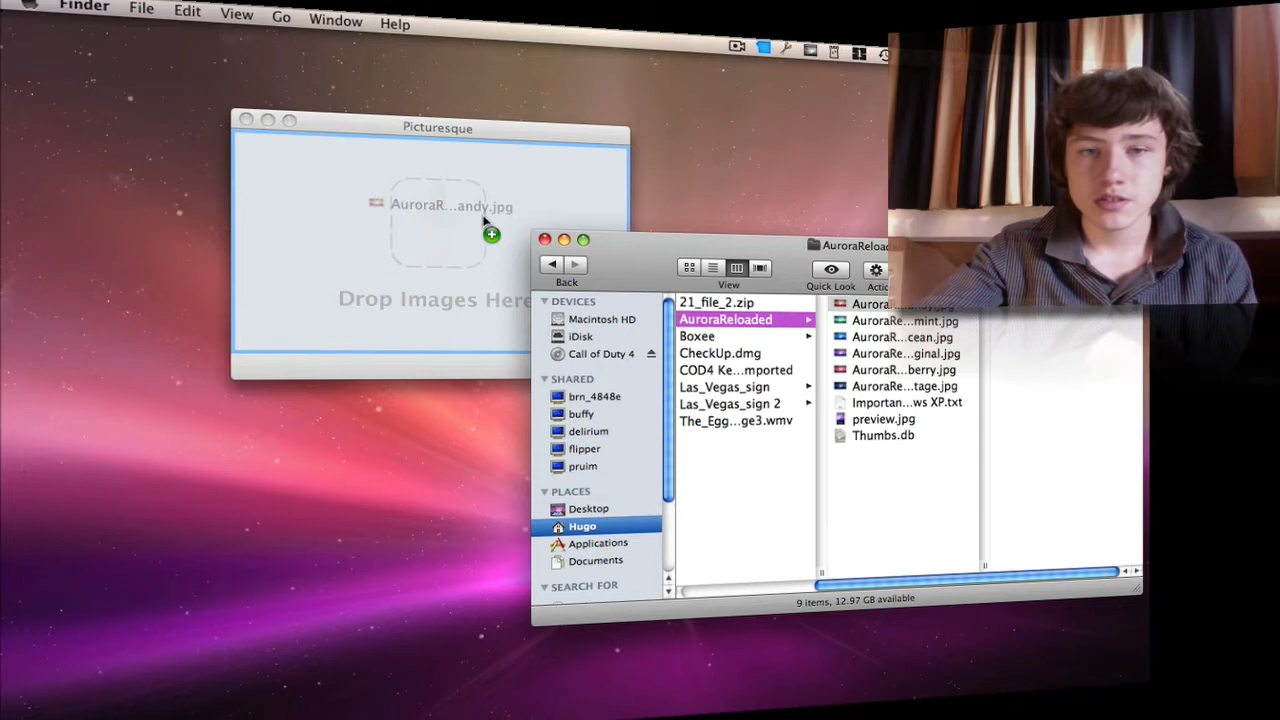 Finder File Edit View Go Window Help
Picturesque
AuroraR...andy.jpg
Drop Images Here
AuroraReloa
Back
View
Quick Look
Actio
DEVICES
Macintosh HD
iDisk
Call of Duty 4
SHARED
brn_4848e
buffy
delirium
flipper
pruim
PLACES
Desktop
Hugo
Applications
Documents
SEARCH FOR
21_file_2.zip
AuroraReloaded
Boxee
CheckUp.dmg
COD4 Ke...mported
Las_Vegas_sign
Las_Vegas_sign 2
The_Egg...ge3.wmv
AuroraRe...mint.jpg
AuroraR...cean.jpg
AuroraRe...ginal.jpg
AuroraR...berry.jpg
AuroraRe...tage.jpg
Importan...ws XP.txt
preview.jpg
Thumbs.db
9 items, 12.97 GB available